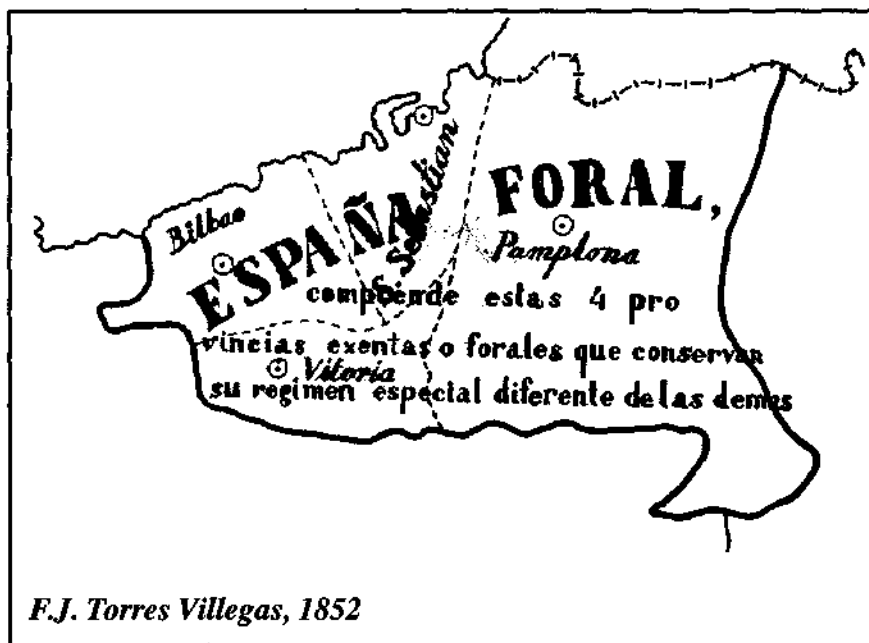 ESPAÑA FORAL,
Bilbao
S. Sebastian
Pamplona
comprende estas 4 pro
vincias exentas o forales que conservan
Vitoria
su regimen especial diferente de las demas
F.J. Torres Villegas, 1852